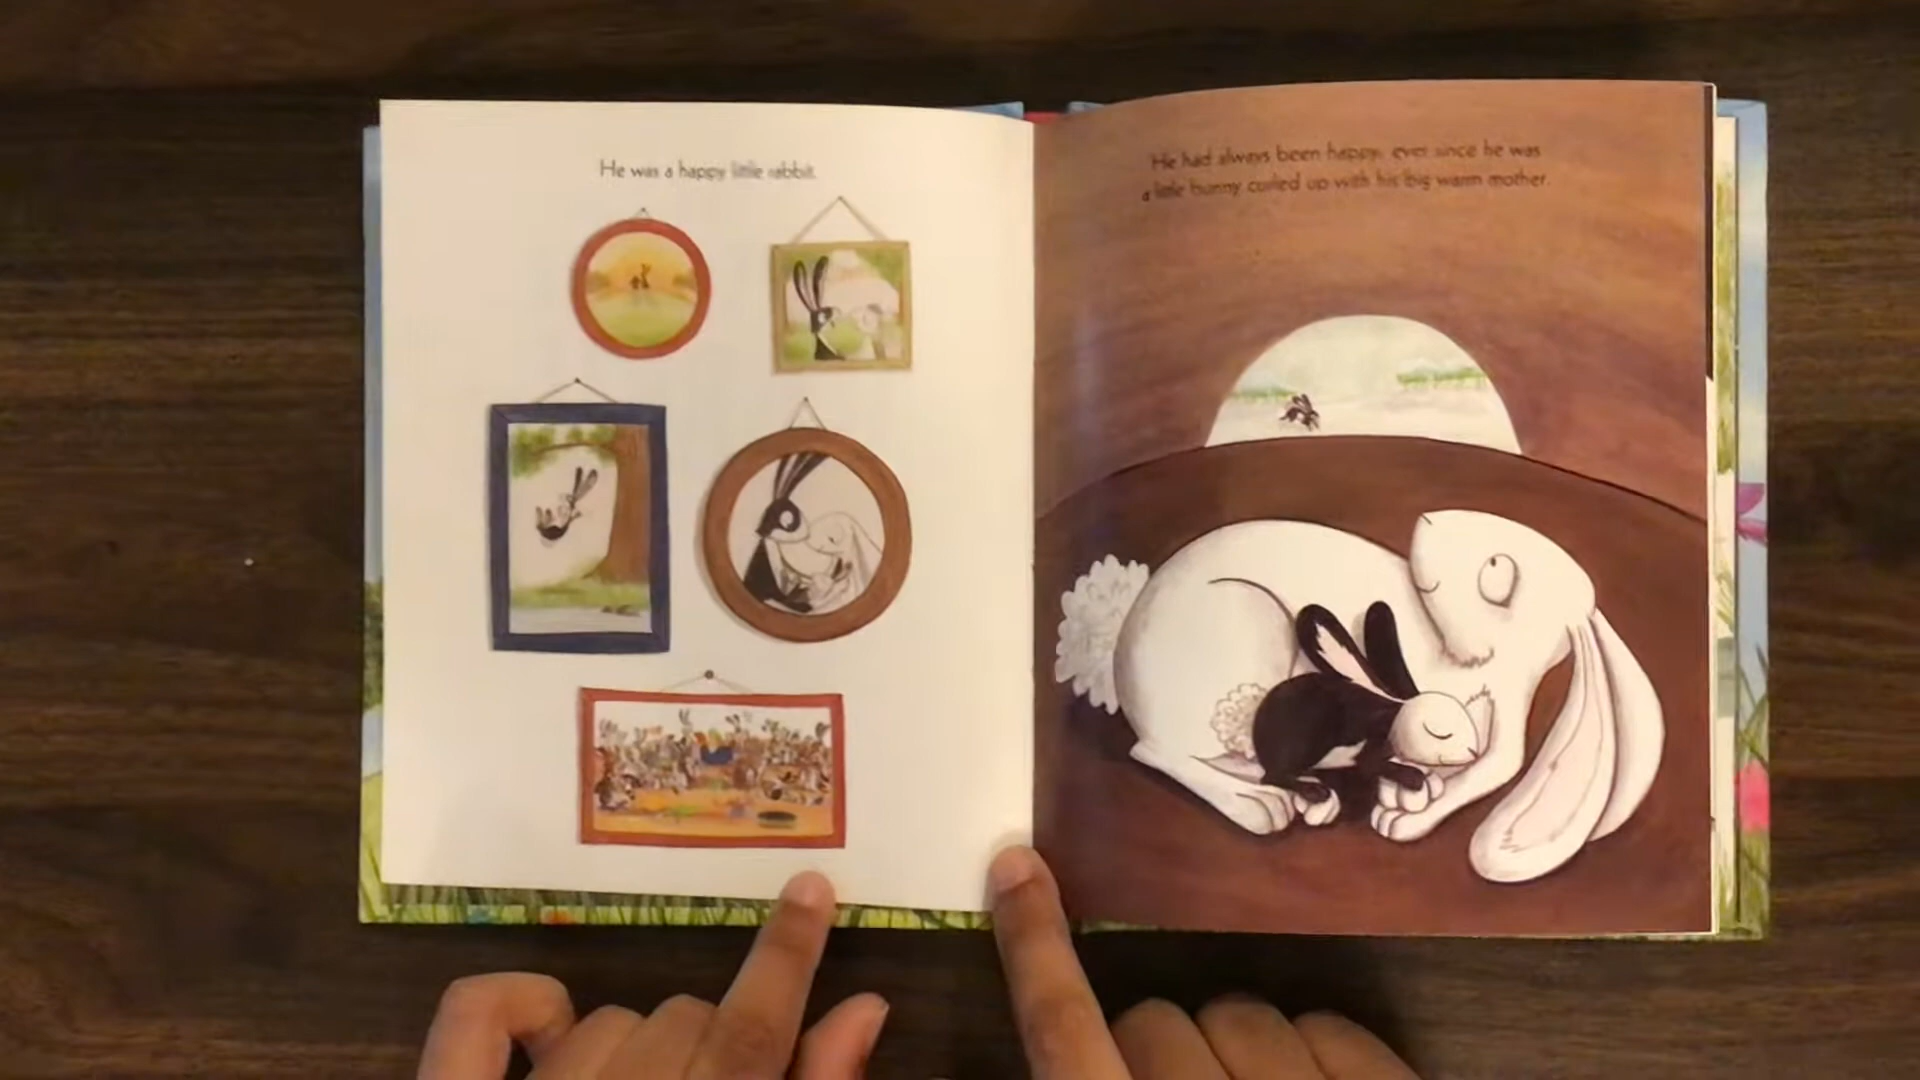 He was a happy little rabbit.
He had always been happy, ever since he was
a little bunny curled up with his big warm mother.